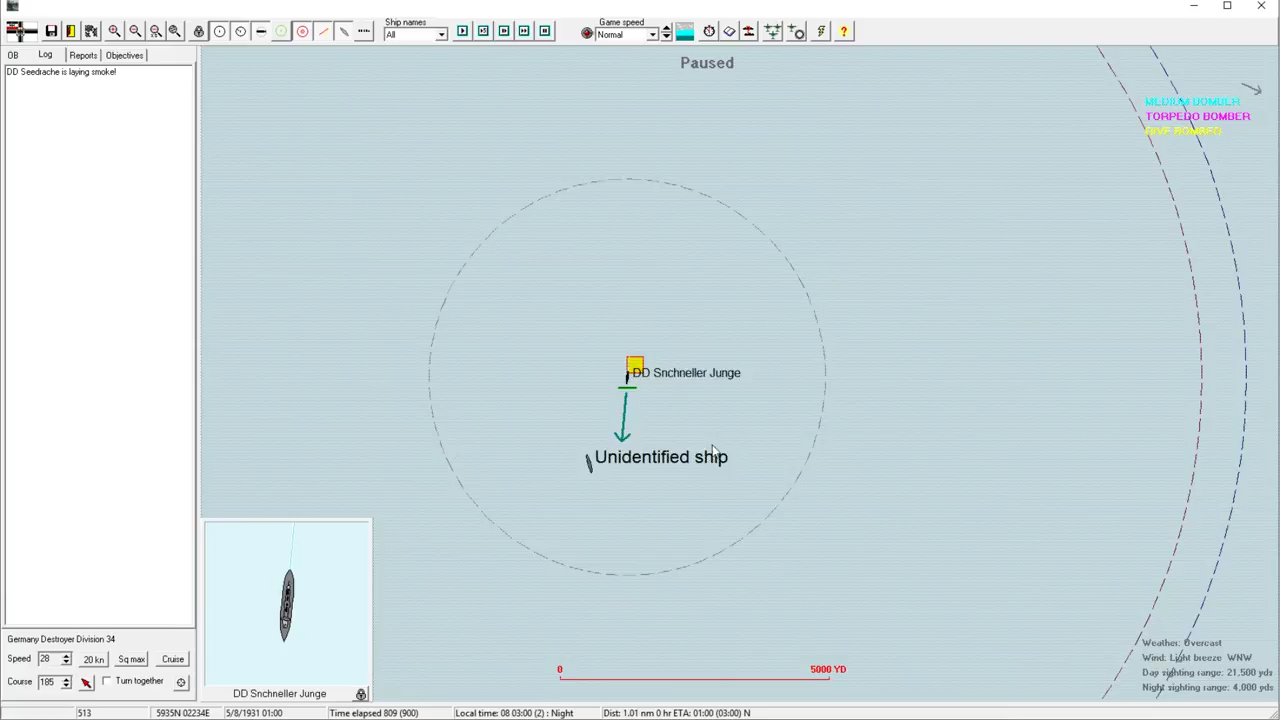 Ship names
All
Game speed
Normal
OB
Log
Reports
Objectives
DD Seedrache is laying smoke!
Paused
MEDIUM BOMBER
TORPEDO BOMBER
DIVE BOMBED
DD Snchneller Junge
Unidentified ship
0
5000 YD
Weather: Overcast
Wind: Light breeze WNW
Day sighting range: 21,500 yds
Night sighting range: 4,000 yds
Germany Destroyer Division 34
Speed 28 20 kn Sq max Cruise
Course 185 Turn together
DD Snchneller Junge
513 5935N 02234E 5/8/1931 01:00 Time elapsed 809 (900) Local time: 08 03:00 (2) : Night Dist: 1.01 nm 0 hr ETA: 01:00 (03:00) N